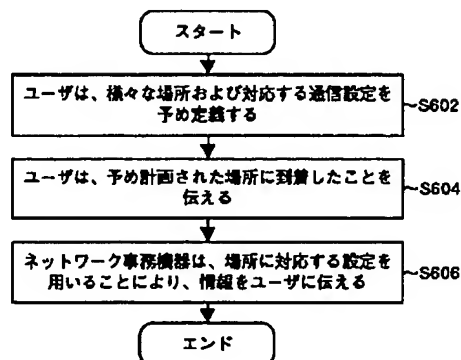 スタート
ユーザは、様々な場所および対応する通信設定を
予め定義する
S602
ユーザは、予め計画された場所に到着したことを
伝える
S604
ネットワーク事務機器は、場所に対応する設定を
用いることにより、情報をユーザに伝える
S606
エンド